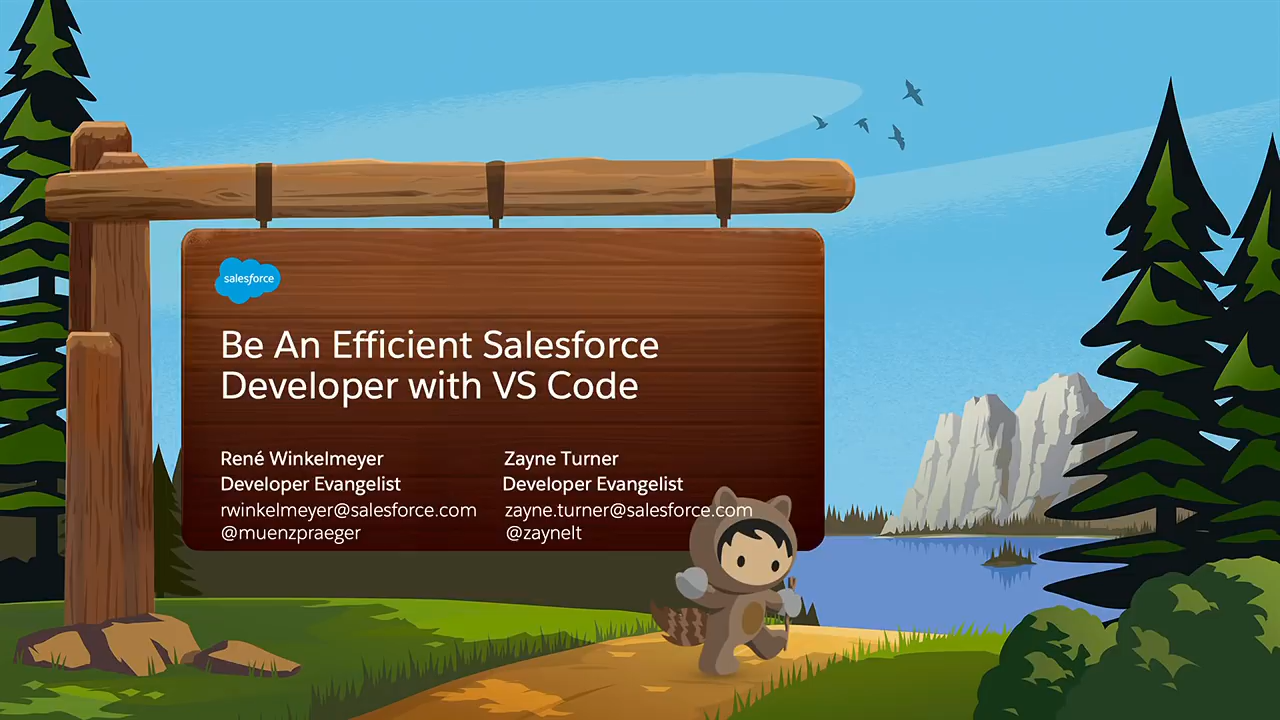 salesforce
Be An Efficient Salesforce
Developer with VS Code
René Winkelmeyer
Developer Evangelist
rwinkelmeyer@salesforce.com
@muenzpraeger
Zayne Turner
Developer Evangelist
zayne.turner@salesforce.com
@zaynelt